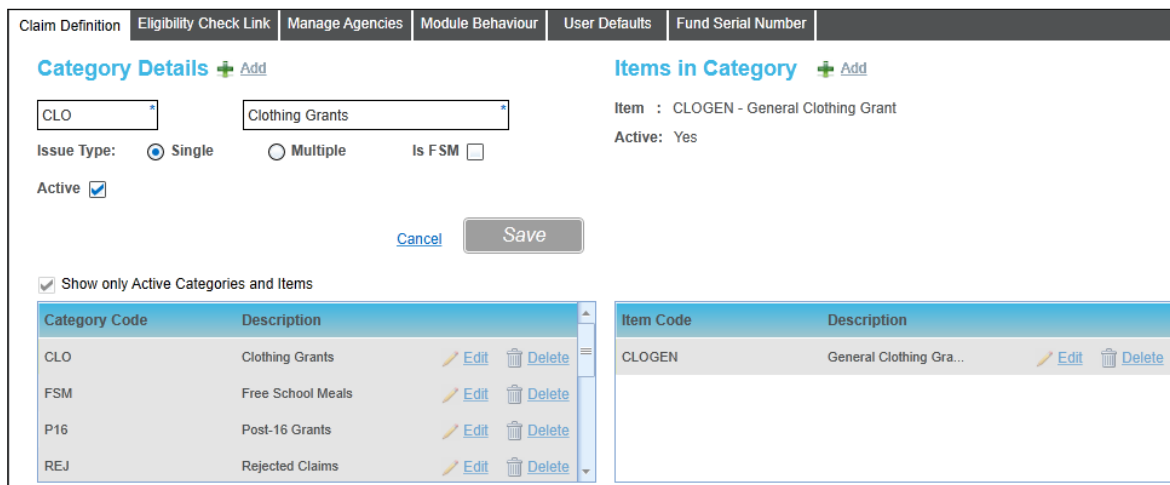 Claim Definition Eligibility Check Link Manage Agencies Module Behaviour User Defaults Fund Serial Number
Category Details Add
CLO * Clothing Grants *
Issue Type: Single Multiple Is FSM
Active
Cancel Save
Show only Active Categories and Items
Category Code Description
CLO Clothing Grants Edit Delete
FSM Free School Meals Edit Delete
P16 Post-16 Grants Edit Delete
REJ Rejected Claims Edit Delete
Items in Category Add
Item : CLOGEN - General Clothing Grant
Active: Yes
Item Code Description
CLOGEN General Clothing Gra... Edit Delete